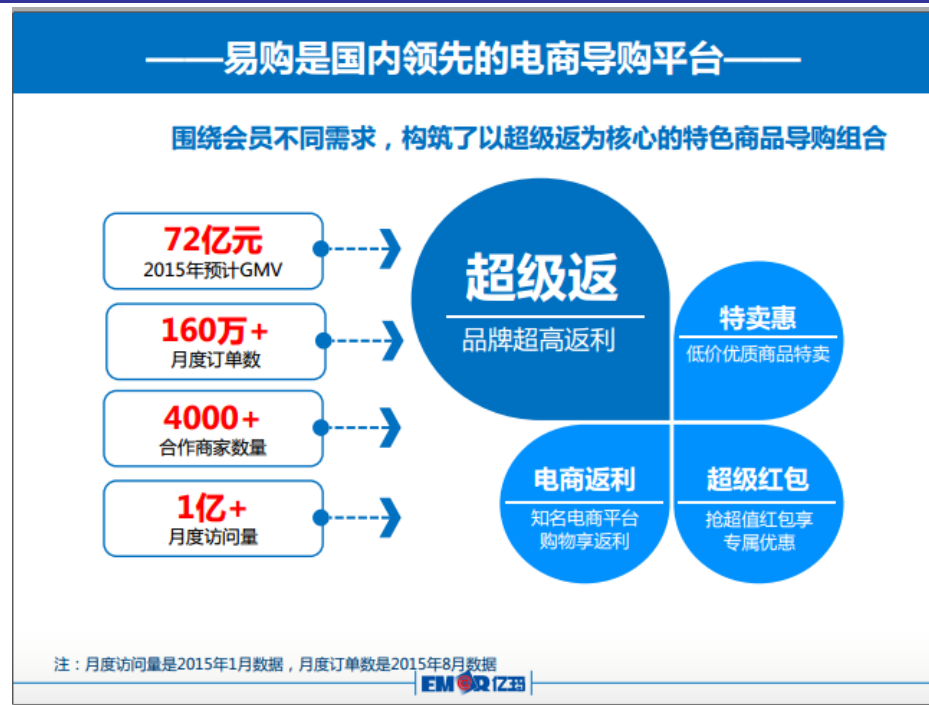 ——易购是国内领先的电商导购平台——
围绕会员不同需求，构筑了以超级返为核心的特色商品导购组合
72亿元
2015年预计GMV
160万+
月度订单数
4000+
合作商家数量
1亿+
月度访问量
超级返
品牌超高返利
特卖惠
低价优质商品特卖
电商返利
知名电商平台
购物享返利
超级红包
抢超值红包享
专属优惠
注：月度访问量是2015年1月数据，月度订单数是2015年8月数据
EMAR亿玛